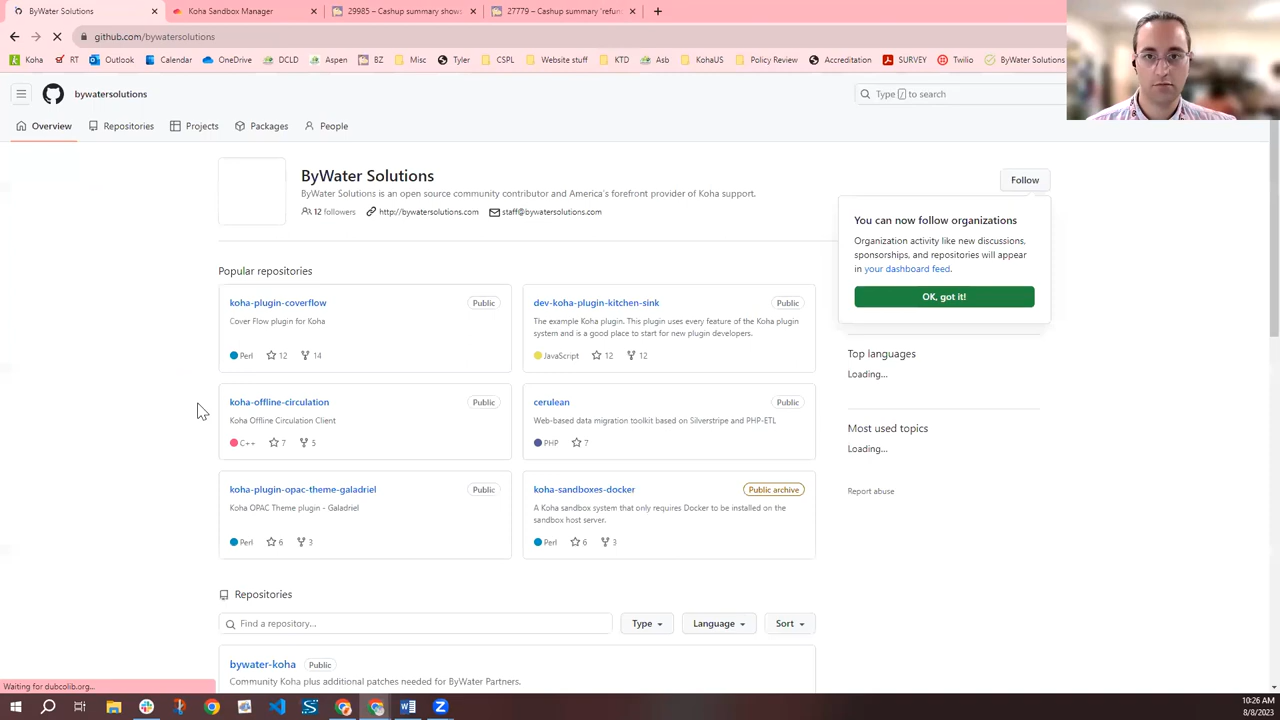 ByWater Solutions
Koha Sandbox Manager
29985 – Cashup summary show:
27779 – Cashup summary 'refun
github.com/bywatersolutions
Koha RT Outlook Calendar OneDrive DCLD Aspen BZ Misc Tyler CSPL Website stuff KTD Asb KohaUS Policy Review Accreditation SURVEY Twilio ByWater Solutions
bywatersolutions
Type / to search
Overview Repositories Projects Packages People
ByWater Solutions
Follow
ByWater Solutions is an open source community contributor and America's forefront provider of Koha support.
12 followers http://bywatersolutions.com staff@bywatersolutions.com
You can now follow organizations
Organization activity like new discussions,
sponsorships, and repositories will appear
in your dashboard feed.
OK, got it!
Popular repositories
koha-plugin-coverflow Public
Cover Flow plugin for Koha
Perl 12 14
dev-koha-plugin-kitchen-sink Public
The example Koha plugin. This plugin uses every feature of the Koha plugin
system and is a good place to start for new plugin developers.
JavaScript 12 12
koha-offline-circulation Public
Koha Offline Circulation Client
C++ 7 5
cerulean Public
Web-based data migration toolkit based on Silverstripe and PHP-ETL
PHP 7
koha-plugin-opac-theme-galadriel Public
Koha OPAC Theme plugin - Galadriel
Perl 6 3
koha-sandboxes-docker Public archive
A Koha sandbox system that only requires Docker to be installed on the
sandbox host server.
Perl 6 3
Top languages
Loading...
Most used topics
Loading...
Report abuse
Repositories
Find a repository...
Type
Language
Sort
bywater-koha Public
Community Koha plus additional patches needed for ByWater Partners.
Waiting for dubcolib.org...
10:26 AM
8/8/2023